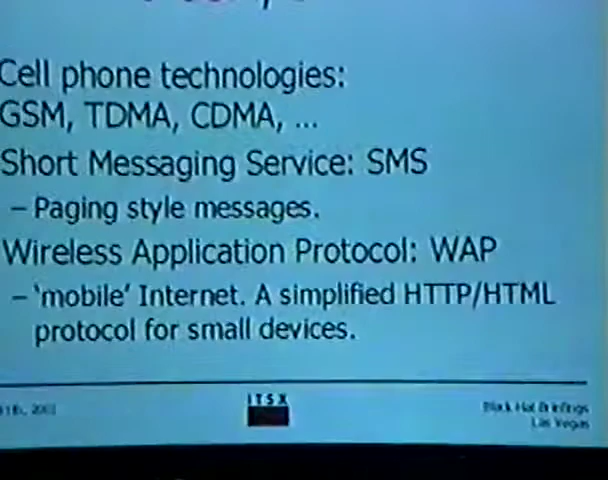 Cell phone technologies:
GSM, TDMA, CDMA, ...
Short Messaging Service: SMS
– Paging style messages.
Wireless Application Protocol: WAP
– 'mobile' Internet. A simplified HTTP/HTML
protocol for small devices.
ITSX
Black Hat Briefings
Las Vegas